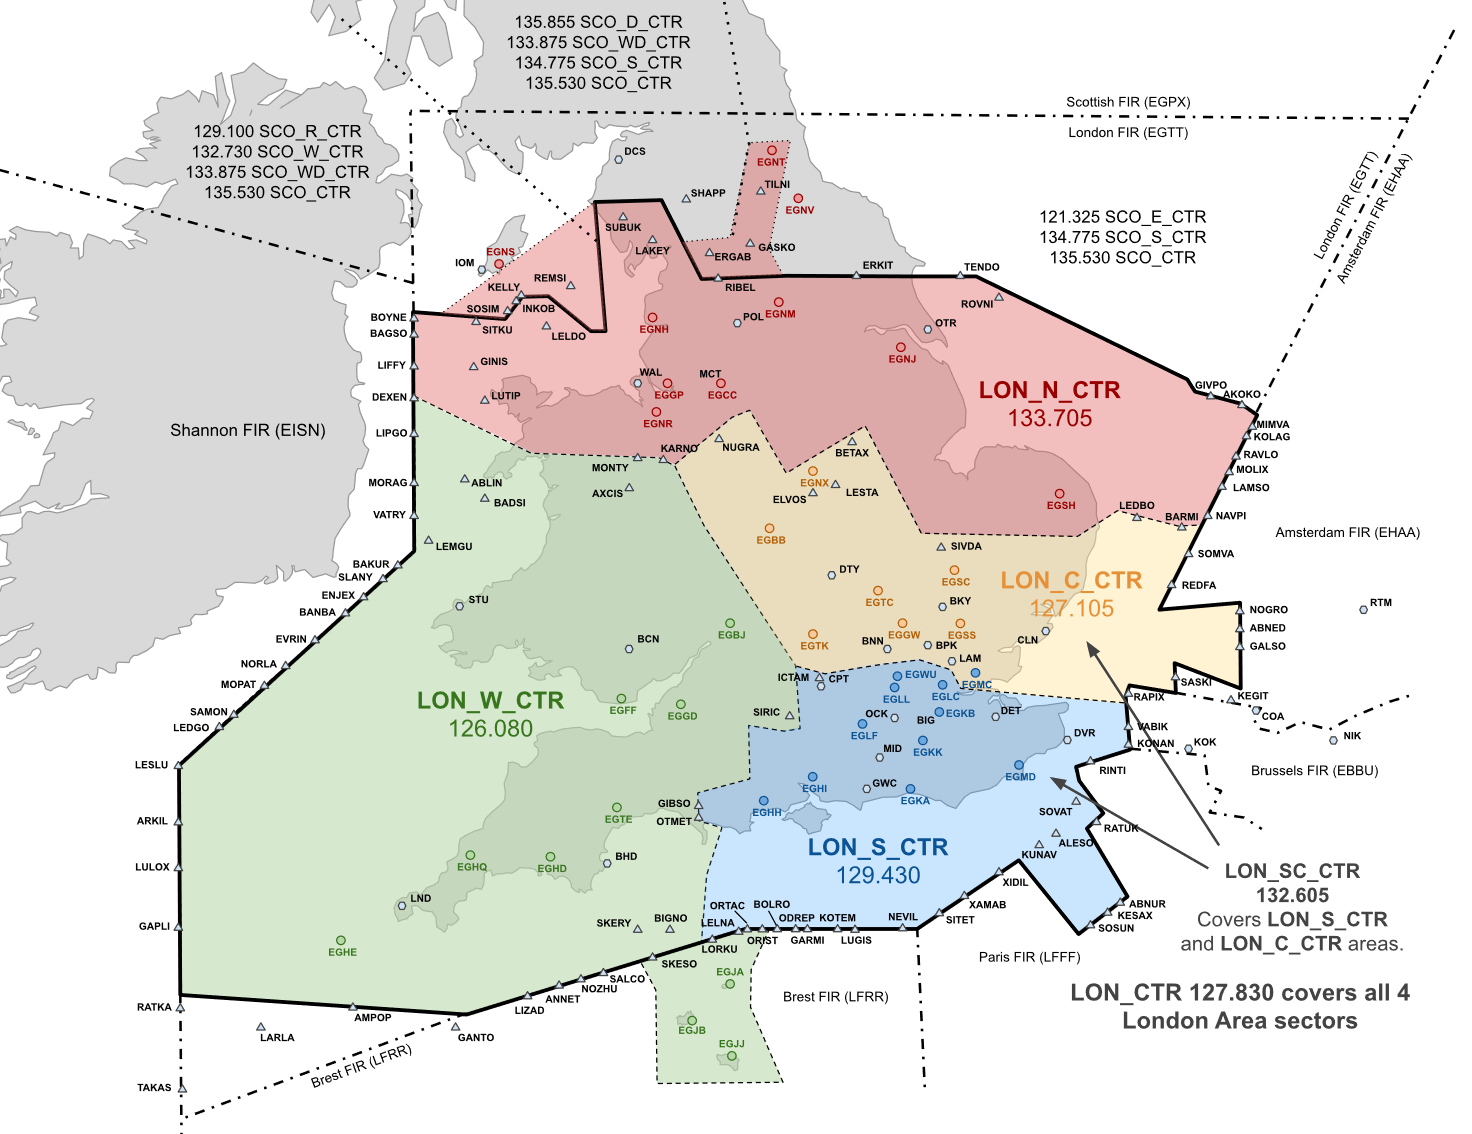 135.855 SCO_D_CTR
133.875 SCO_WD_CTR
134.775 SCO_S_CTR
135.530 SCO_CTR
129.100 SCO_R_CTR
132.730 SCO_W_CTR
133.875 SCO_WD_CTR
135.530 SCO_CTR
Scottish FIR (EGPX)
London FIR (EGTT)
London FIR (EGTT)
Amsterdam FIR (EHAA)
121.325 SCO_E_CTR
134.775 SCO_S_CTR
135.530 SCO_CTR
DCS
EGNT
TILNI
SHAPP
EGNV
SUBUK
LAKEY
GASKO
ERGAB
EGNS
IOM
REMSI
KELLY
SOSIM
INKOB
SITKU
LELDO
RIBEL
ERKIT
TENDO
ROVNI
BOYNE
BAGSO
LIFFY
DEXEN
LIPGO
MORAG
VATRY
GINIS
LUTIP
EGNH
POL
EGNM
OTR
EGNJ
WAL
EGGP
MCT
EGCC
EGNR
LON_N_CTR
133.705
GIVPO
AKOKO
MIMVA
KOLAG
RAVLO
MOLIX
LAMSO
NAVPI
Shannon FIR (EISN)
MONTY
KARNO
NUGRA
BETAX
AXCIS
ABLIN
BADSI
LEMGU
EGNX
ELVOS
LESTA
EGSH
LEDBO
BARMI
Amsterdam FIR (EHAA)
SOMVA
REDFA
EGBB
SIVDA
DTY
EGSC
LON_C_CTR
127.105
EGTC
BKY
NOGRO
ABNED
GALSO
RTM
BAKUR
SLANY
ENJEX
BANBA
EVRIN
NORLA
MOPAT
SAMON
LEDGO
LESLU
ARKIL
LULOX
GAPLI
RATKA
TAKAS
STU
BCN
EGBJ
EGTK
BNN
EGGW
EGSS
BPK
LAM
CLN
ICTAM
CPT
EGWU
EGLL
EGLC
EGMC
SASKI
RAPIX
KEGIT
COA
NIK
LON_W_CTR
126.080
EGFF
EGGD
SIRIC
OCK
BIG
EGKB
DET
EGLF
EGKK
DVR
VABIK
KONAN
KOK
MID
Brussels FIR (EBBU)
RINTI
EGMD
GWC
EGHI
EGKA
EGHH
GIBSO
OTMET
SOVAT
RATUK
ALESO
KUNAV
LON_S_CTR
129.430
EGTE
EGHQ
EGHD
BHD
LND
XIDIL
XAMAB
SITET
ABNUR
KESAX
SOSUN
LON_SC_CTR
132.605
Covers LON_S_CTR
and LON_C_CTR areas.
SKERY
BIGNO
ORTAC
BOLRO
LELNA
ODREP
KOTEM
NEVIL
ORIST
GARMI
LUGIS
LORKU
SKESO
SALCO
NOZHU
ANNET
LIZAD
EGHE
Paris FIR (LFFF)
Brest FIR (LFRR)
EGJA
EGJB
EGJJ
AMPOP
LARLA
GANTO
Brest FIR (LFRR)
LON_CTR 127.830 covers all 4
London Area sectors